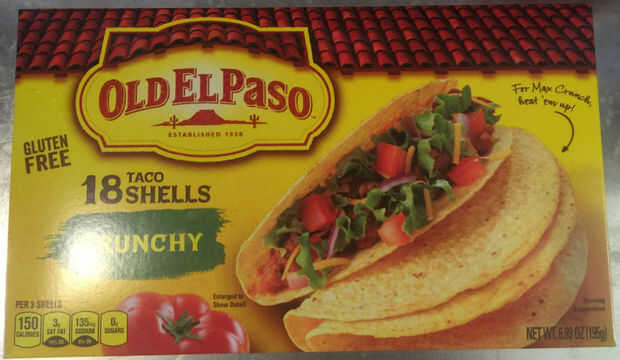 OLD EL PASO
ESTABLISHED 1938
For Max Crunch,
heat 'em up!
GLUTEN
FREE
18 TACO
SHELLS
CRUNCHY
PER 3 SHELLS
150
CALORIES
3g
SAT FAT
135mg
SODIUM
0g
SUGARS
Enlarged to
Show Detail
Serving
Suggestion
NET WT. 6.89 OZ (195g)